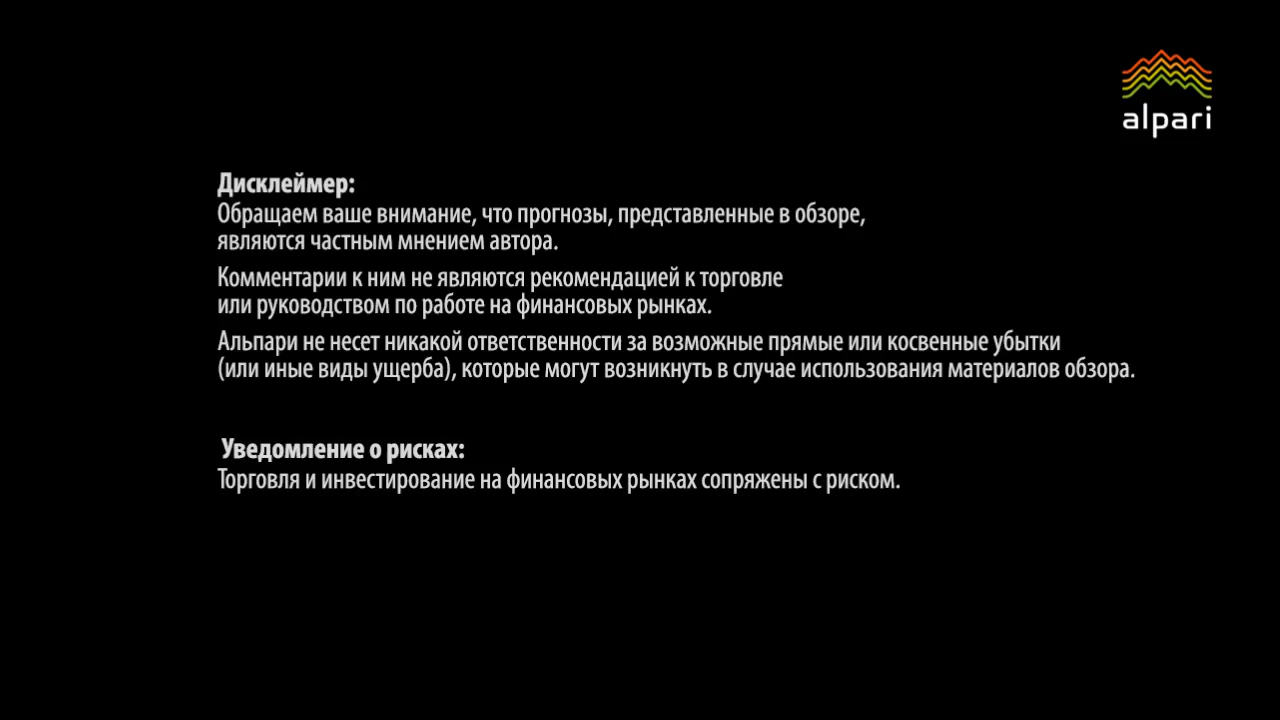 alpari
Дисклеймер:
Обращаем ваше внимание, что прогнозы, представленные в обзоре,
являются частным мнением автора.
Комментарии к ним не являются рекомендацией к торговле
или руководством по работе на финансовых рынках.
Альпари не несет никакой ответственности за возможные прямые или косвенные убытки
(или иные виды ущерба), которые могут возникнуть в случае использования материалов обзора.
Уведомление о рисках:
Торговля и инвестирование на финансовых рынках сопряжены с риском.